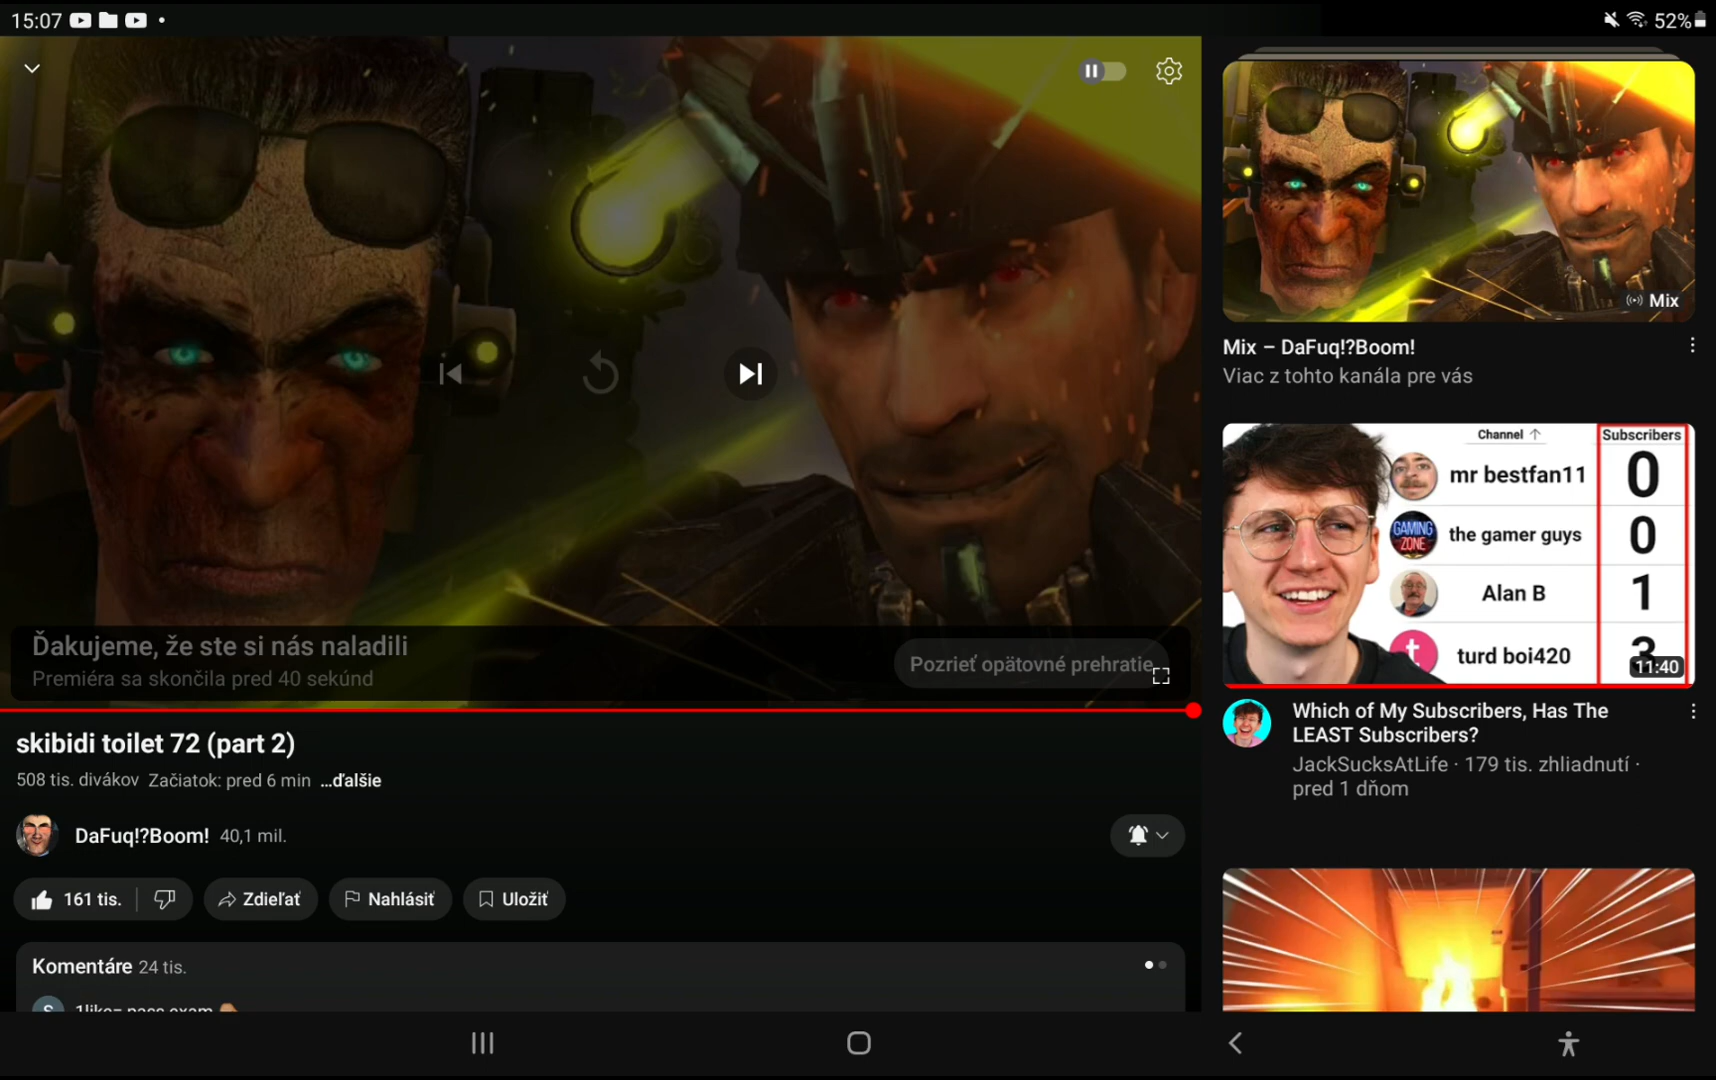 15:07
52%
Ďakujeme, že ste si nás naladili
Premiéra sa skončila pred 40 sekúnd
Pozrieť opätovné prehratie
skibidi toilet 72 (part 2)
508 tis. divákov Začiatok: pred 6 min ...ďalšie
DaFuq!?Boom! 40,1 mil.
161 tis.
Zdieľať
Nahlásiť
Uložiť
Komentáre 24 tis.
S
1like= pass exam
Mix
Mix – DaFuq!?Boom!
Viac z tohto kanála pre vás
Channel ↑ Subscribers
mr bestfan11 0
GAMING ZONE
the gamer guys 0
Alan B 1
t turd boi420 3
11:40
Which of My Subscribers, Has The
LEAST Subscribers?
JackSucksAtLife · 179 tis. zhliadnutí ·
pred 1 dňom